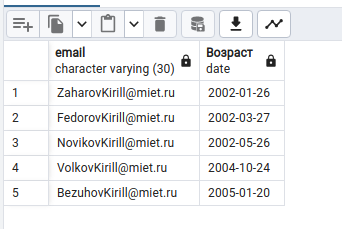 email Возраст
character varying (30) date
1 ZaharovKirill@miet.ru 2002-01-26
2 FedorovKirill@miet.ru 2002-03-27
3 NovikovKirill@miet.ru 2002-05-26
4 VolkovKirill@miet.ru 2004-10-24
5 BezuhovKirill@miet.ru 2005-01-20